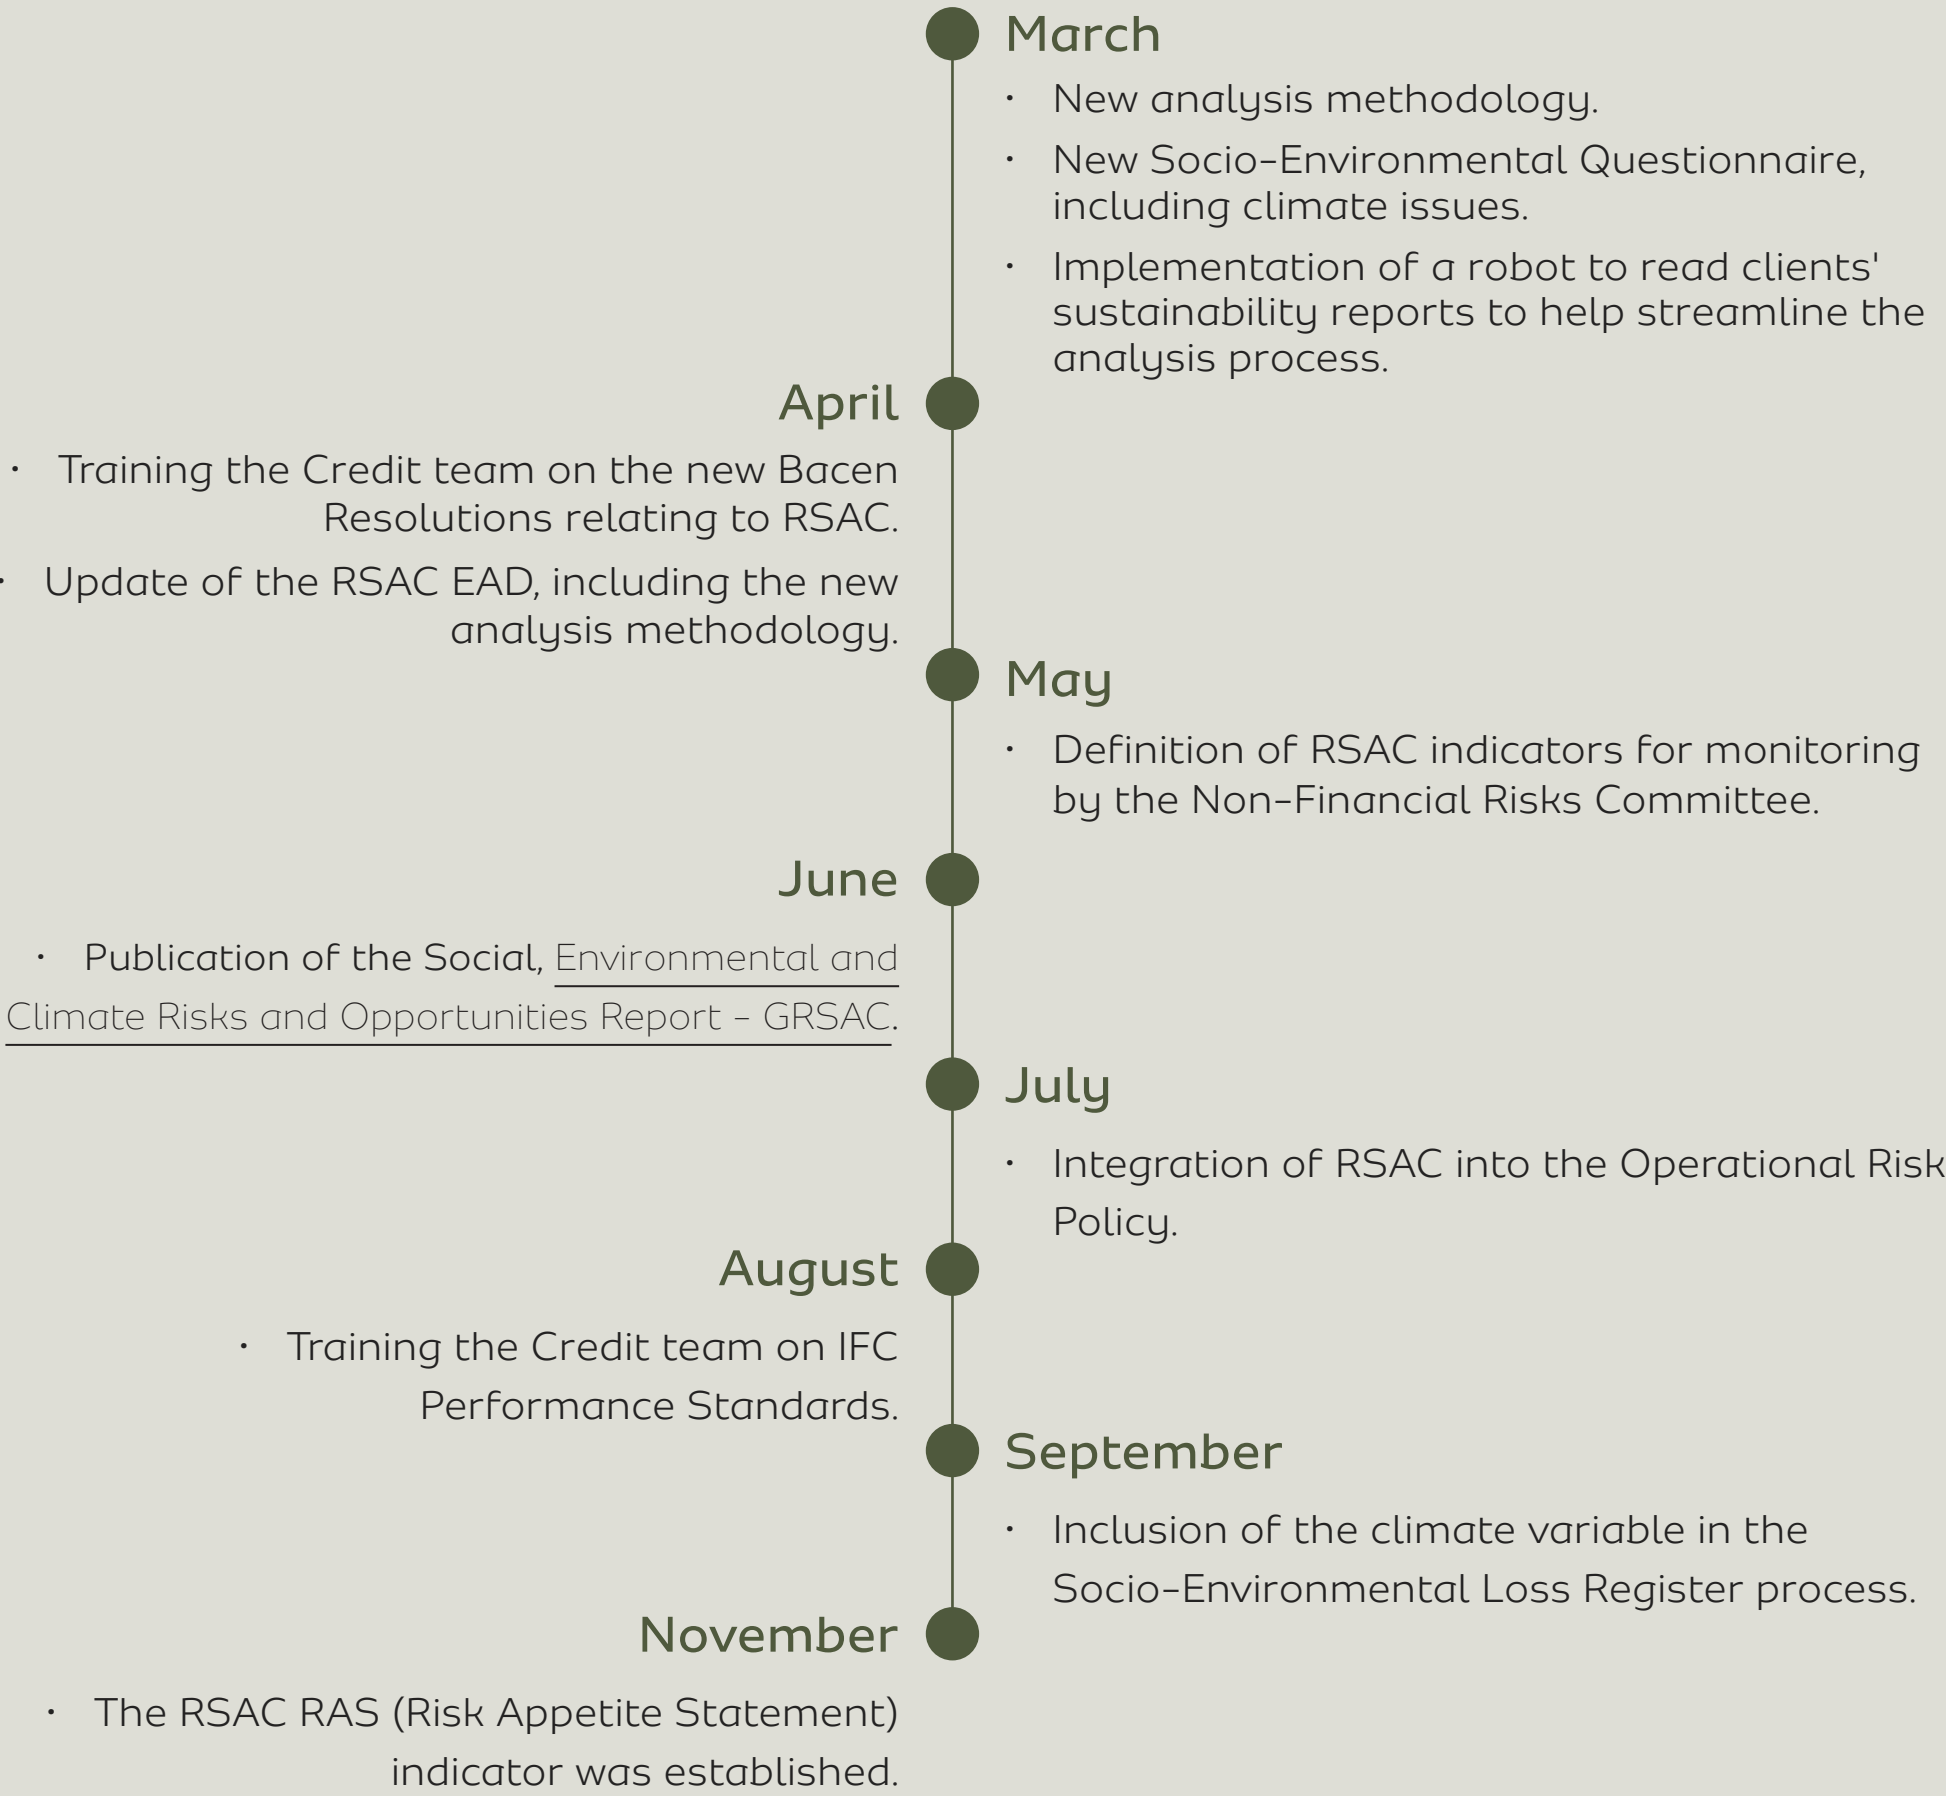 March
• New analysis methodology.
• New Socio-Environmental Questionnaire,
including climate issues.
• Implementation of a robot to read clients'
sustainability reports to help streamline the
analysis process.
April
• Training the Credit team on the new Bacen
Resolutions relating to RSAC.
• Update of the RSAC EAD, including the new
analysis methodology.
May
• Definition of RSAC indicators for monitoring
by the Non-Financial Risks Committee.
June
• Publication of the Social, Environmental and
Climate Risks and Opportunities Report - GRSAC.
July
• Integration of RSAC into the Operational Risk
Policy.
August
• Training the Credit team on IFC
Performance Standards.
September
• Inclusion of the climate variable in the
Socio-Environmental Loss Register process.
November
• The RSAC RAS (Risk Appetite Statement)
indicator was established.